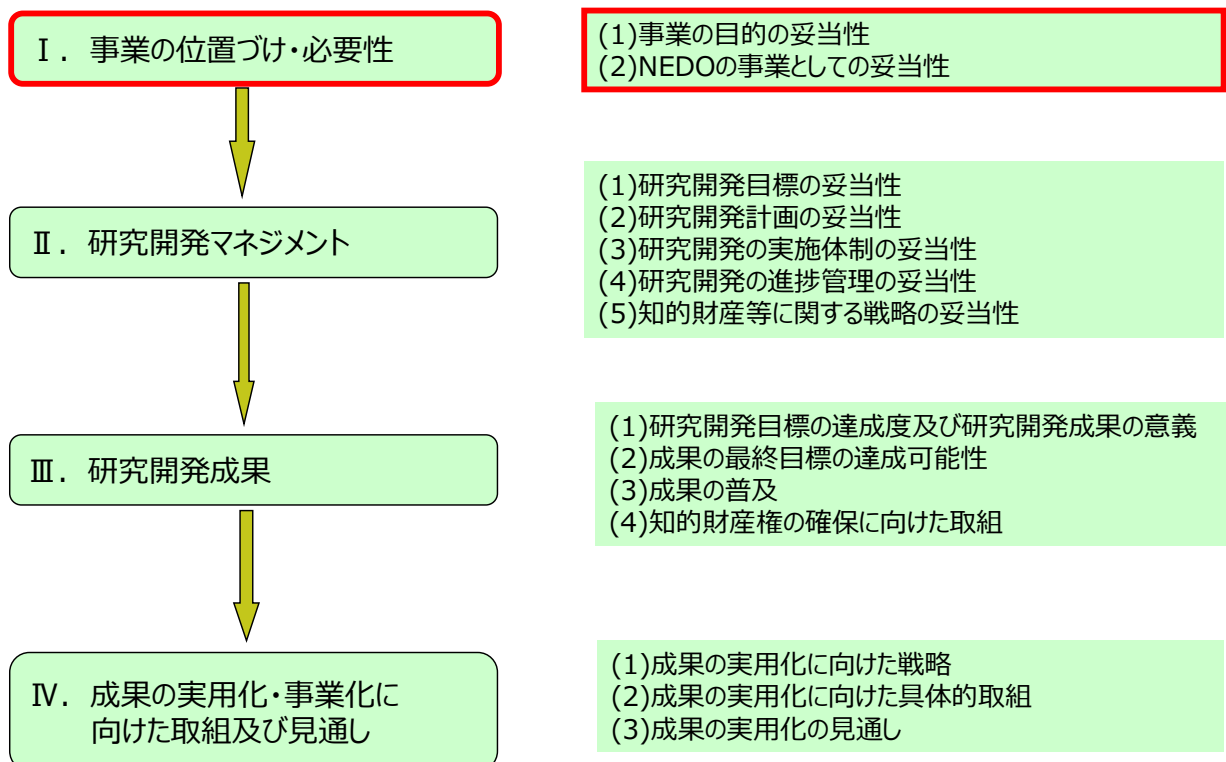 Ⅰ. 事業の位置づけ・必要性
(1)事業の目的の妥当性
(2)NEDOの事業としての妥当性
Ⅱ. 研究開発マネジメント
(1)研究開発目標の妥当性
(2)研究開発計画の妥当性
(3)研究開発の実施体制の妥当性
(4)研究開発の進捗管理の妥当性
(5)知的財産等に関する戦略の妥当性
Ⅲ. 研究開発成果
(1)研究開発目標の達成度及び研究開発成果の意義
(2)成果の最終目標の達成可能性
(3)成果の普及
(4)知的財産権の確保に向けた取組
Ⅳ. 成果の実用化・事業化に
向けた取組及び見通し
(1)成果の実用化に向けた戦略
(2)成果の実用化に向けた具体的取組
(3)成果の実用化の見通し